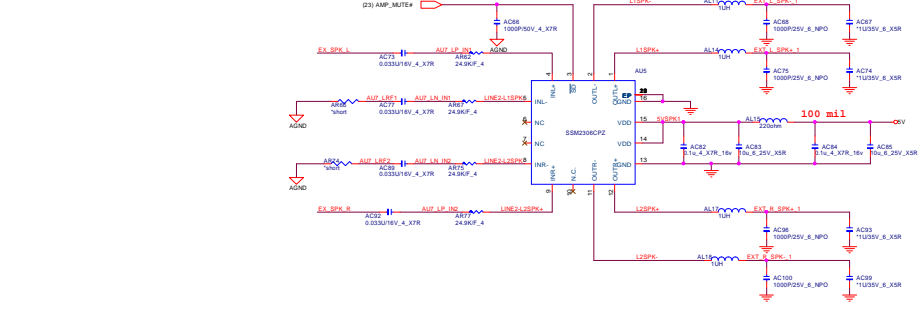 (23) AMP_MUTE#
L1SPK-
AL11
EXT_L_SPK-_1
1UH
AC66
1000P/50V_4_X7R
AGND
AC68
1000P/25V_6_NPO
AC67
*1U/35V_6_X5R
EX_SPK_L
AC73
0.033U/16V_4_X7R
AU7_LP_IN1
AR62
24.9K/F_4
L1SPK+
AL14
EXT_L_SPK+_1
1UH
AC75
1000P/25V_6_NPO
AC74
*1U/35V_6_X5R
4
3
2
1
INL+
SD
OUTL-
OUTL+
AU5
EP
GND
16
AGND
AR66
*short
AU7_LRF1
AC77
0.033U/16V_4_X7R
AU7_LN_IN1
AR67
24.9K/F_4
LINE2-L1SPK-
5
INL-
6
NC
7
NC
8
INR-
SSM2306CPZ
VDD
15
VDD
14
GND
13
5VSPK1
AL15
220ohm
100 mil
+5V
AC82
0.1u_4_X7R_16v
AC83
10u_6_25V_X5R
AC84
0.1u_4_X7R_16v
AC85
10u_6_25V_X5R
AGND
AR74
*short
AU7_LRF2
AC89
0.033U/16V_4_X7R
AU7_LN_IN2
AR75
24.9K/F_4
LINE2-L2SPK-
INR+
N.C.
OUTR-
OUTR+
9
10
11
12
EX_SPK_R
AC92
0.033U/16V_4_X7R
AU7_LP_IN2
AR77
24.9K/F_4
LINE2-L2SPK+
L2SPK+
AL17
EXT_R_SPK+_1
1UH
AC96
1000P/25V_6_NPO
AC93
*1U/35V_6_X5R
L2SPK-
AL18
EXT_R_SPK-_1
1UH
AC100
1000P/25V_6_NPO
AC99
*1U/35V_6_X5R